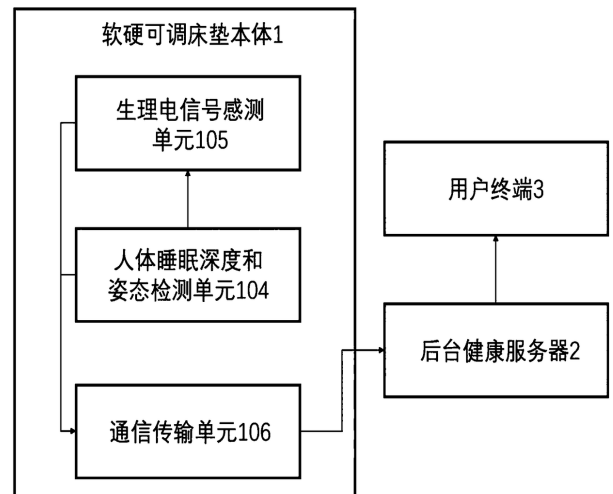 软硬可调床垫本体1
生理电信号感测
单元105
用户终端3
人体睡眠深度和
姿态检测单元104
后台健康服务器2
通信传输单元106